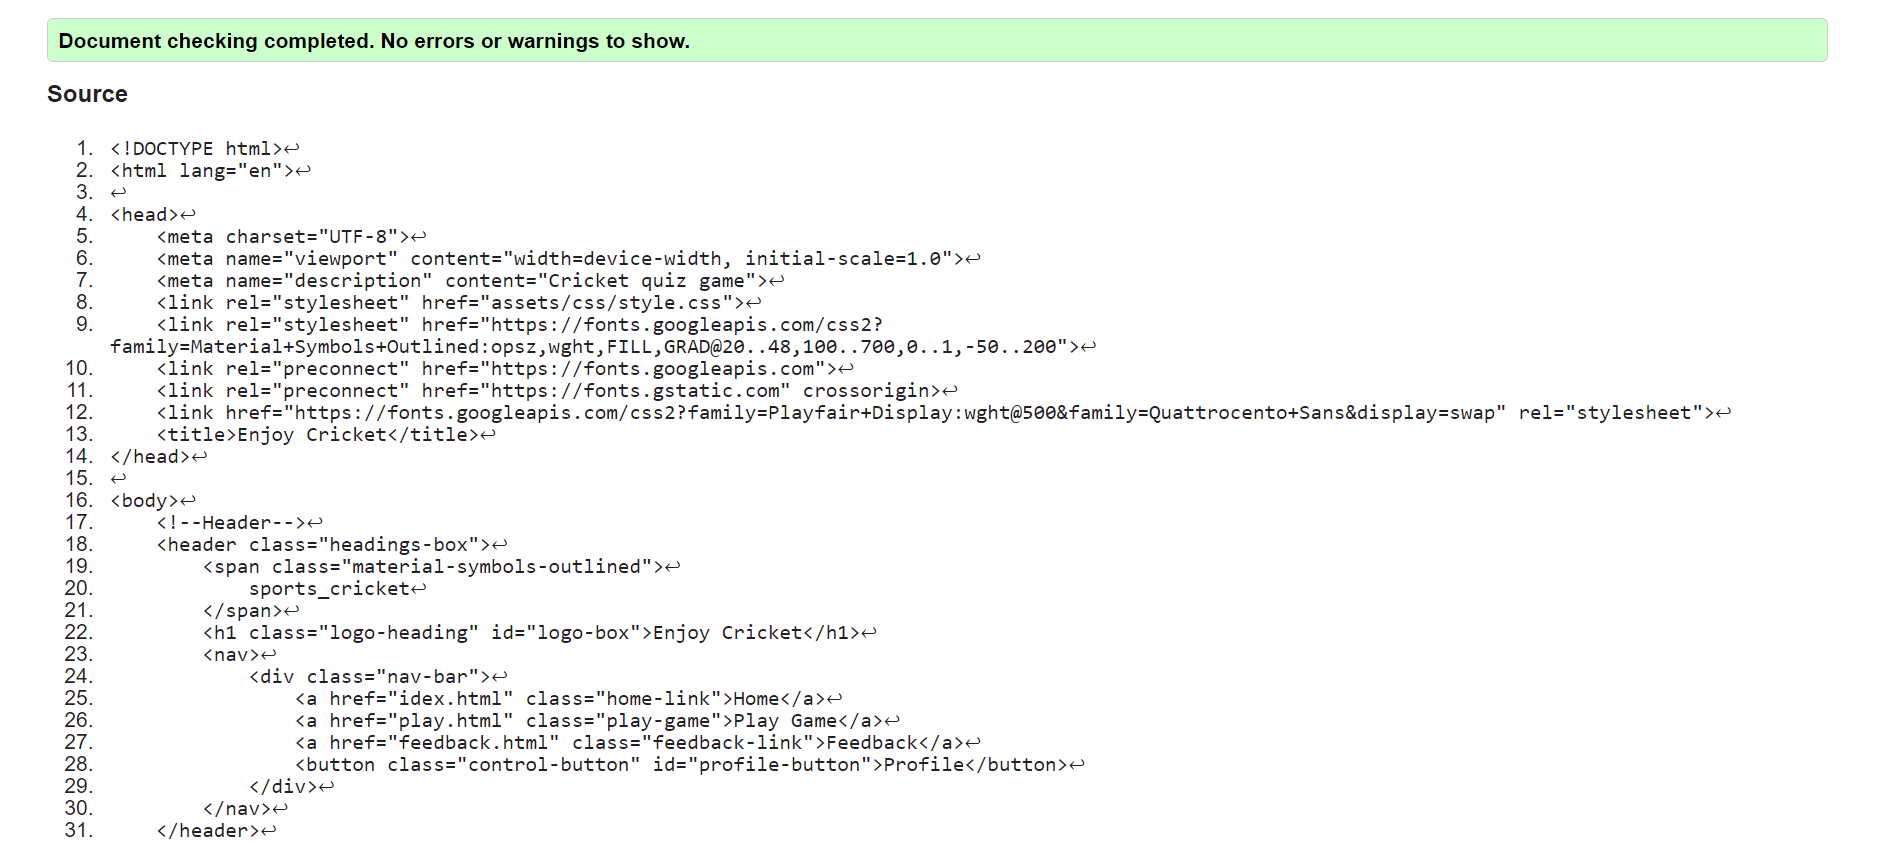 Document checking completed. No errors or warnings to show.
Source
1. <!DOCTYPE html>↩
2. <html lang="en">↩
3. ↩
4. <head>↩
5.     <meta charset="UTF-8">↩
6.     <meta name="viewport" content="width=device-width, initial-scale=1.0">↩
7.     <meta name="description" content="Cricket quiz game">↩
8.     <link rel="stylesheet" href="assets/css/style.css">↩
9.     <link rel="stylesheet" href="https://fonts.googleapis.com/css2?
family=Material+Symbols+Outlined:opsz,wght,FILL,GRAD@20..48,100..700,0..1,-50..200">↩
10.     <link rel="preconnect" href="https://fonts.googleapis.com">↩
11.     <link rel="preconnect" href="https://fonts.gstatic.com" crossorigin>↩
12.     <link href="https://fonts.googleapis.com/css2?family=Playfair+Display:wght@500&family=Quattrocento+Sans&display=swap" rel="stylesheet">↩
13.     <title>Enjoy Cricket</title>↩
14. </head>↩
15. ↩
16. <body>↩
17.     <!--Header-->↩
18.     <header class="headings-box">↩
19.         <span class="material-symbols-outlined">↩
20.             sports_cricket↩
21.         </span>↩
22.         <h1 class="logo-heading" id="logo-box">Enjoy Cricket</h1>↩
23.         <nav>↩
24.             <div class="nav-bar">↩
25.                 <a href="idex.html" class="home-link">Home</a>↩
26.                 <a href="play.html" class="play-game">Play Game</a>↩
27.                 <a href="feedback.html" class="feedback-link">Feedback</a>↩
28.                 <button class="control-button" id="profile-button">Profile</button>↩
29.             </div>↩
30.         </nav>↩
31.     </header>↩